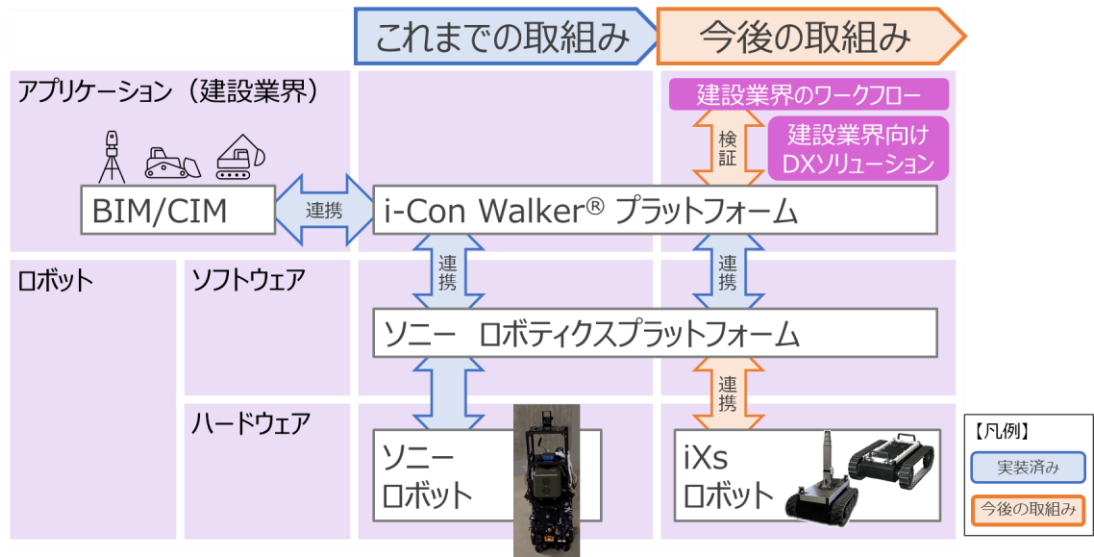 これまでの取組み
今後の取組み
アプリケーション（建設業界）
建設業界のワークフロー
検証
建設業界向け
DXソリューション
BIM/CIM
連携
i-Con Walker® プラットフォーム
連携
連携
ロボット
ソフトウェア
ソニー ロボティクスプラットフォーム
連携
ハードウェア
ソニー
ロボット
iXs
ロボット
【凡例】
実装済み
今後の取組み